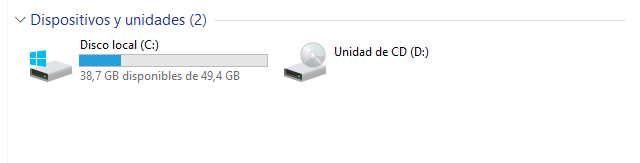 Dispositivos y unidades (2)
Disco local (C:)
38,7 GB disponibles de 49,4 GB
Unidad de CD (D:)